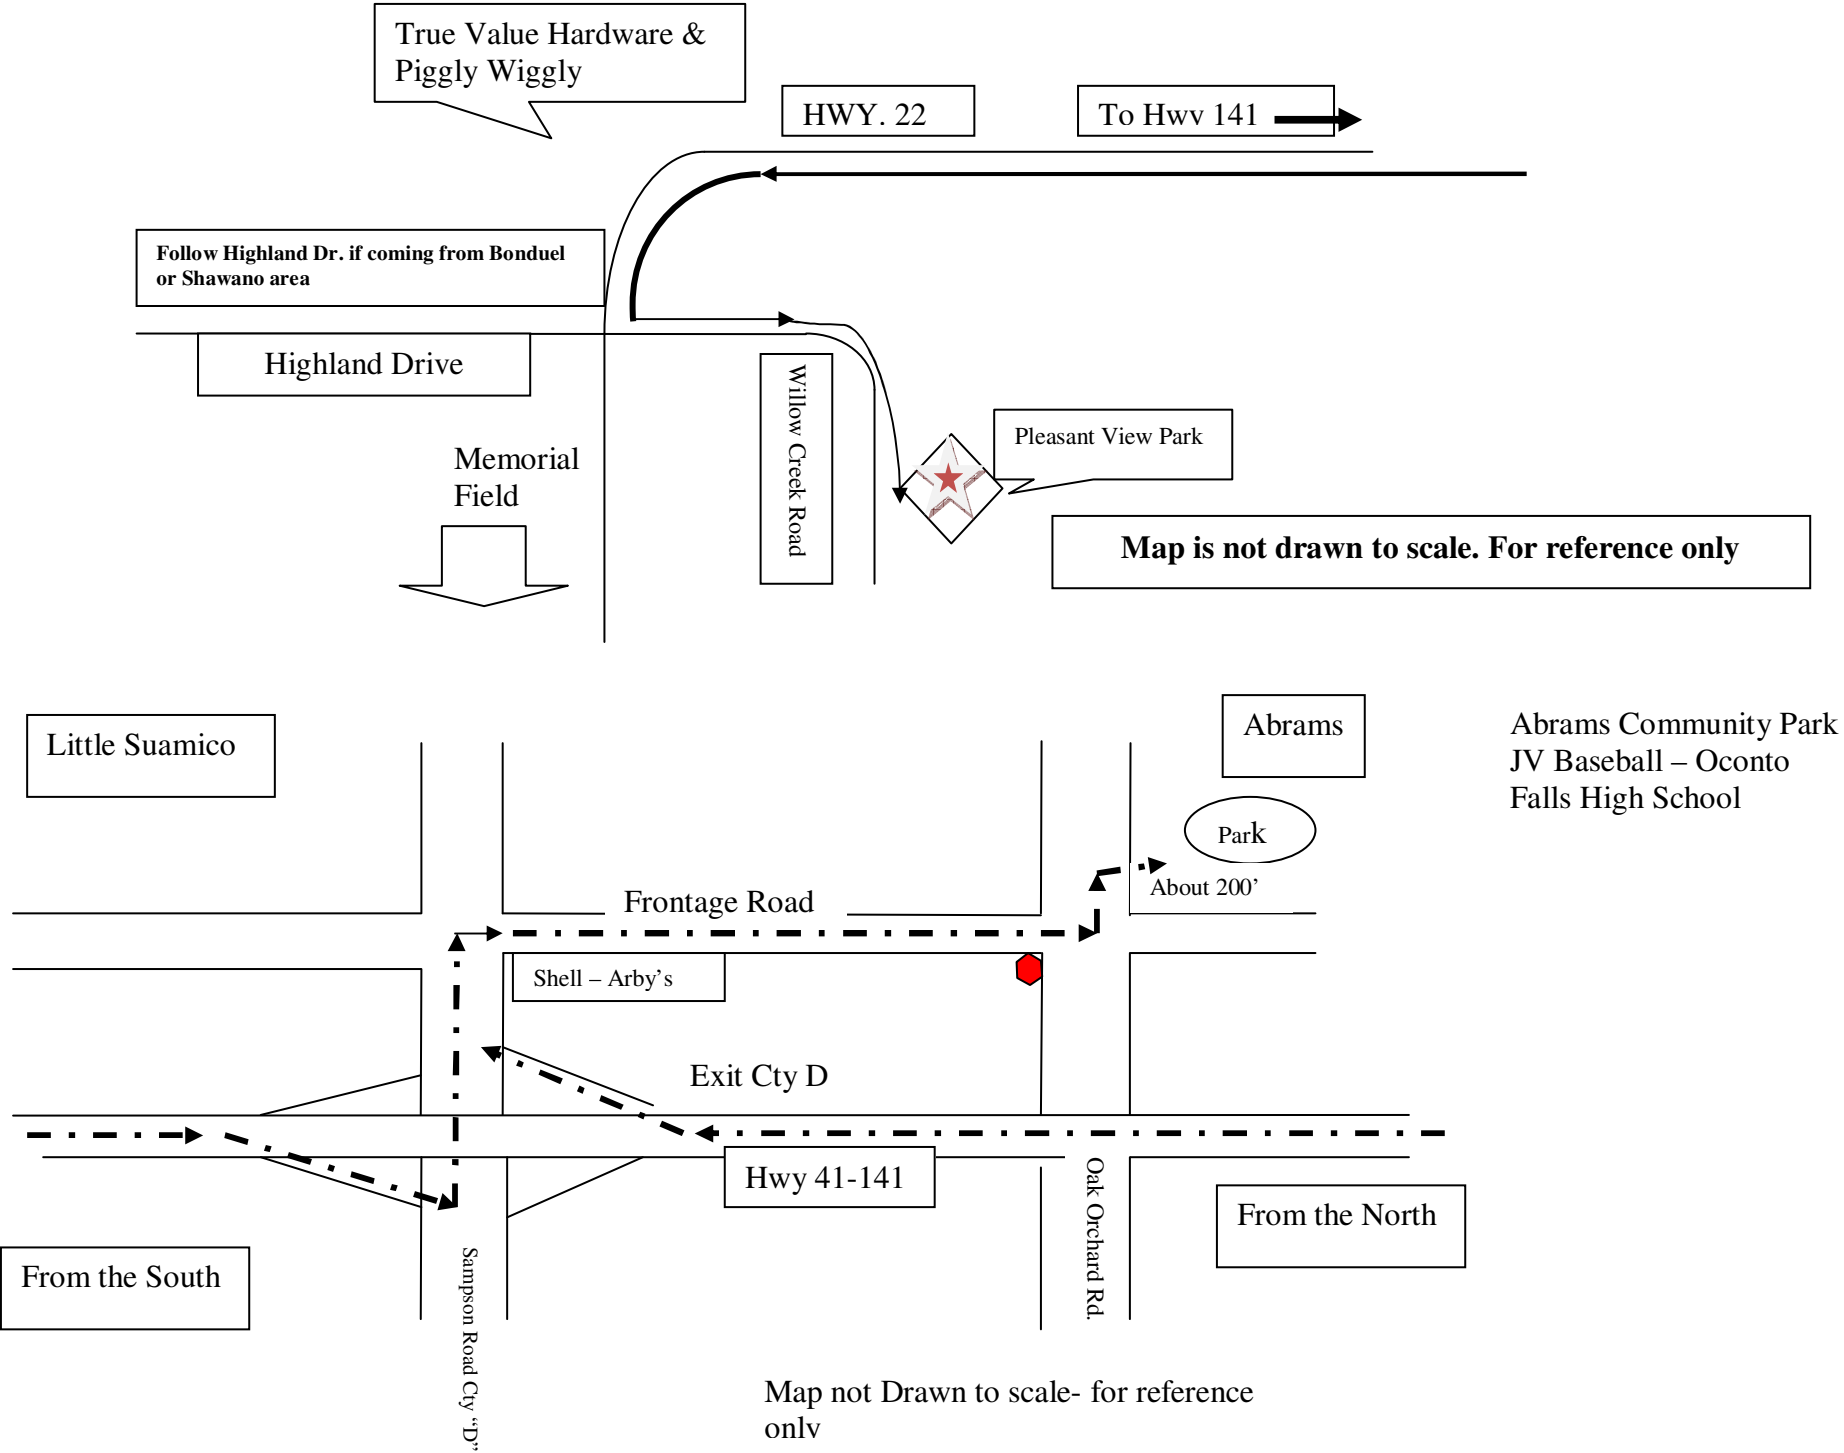 True Value Hardware &
Piggly Wiggly
HWY. 22
To Hwy 141
Follow Highland Dr. if coming from Bonduel
or Shawano area
Highland Drive
Willow Creek Road
Pleasant View Park
Memorial
Field
Map is not drawn to scale. For reference only
Little Suamico
Abrams
Abrams Community Park
JV Baseball – Oconto
Falls High School
Park
About 200’
Frontage Road
Shell – Arby’s
Exit Cty D
Hwy 41-141
Oak Orchard Rd.
From the North
From the South
Sampson Road Cty “D”
Map not Drawn to scale- for reference
only